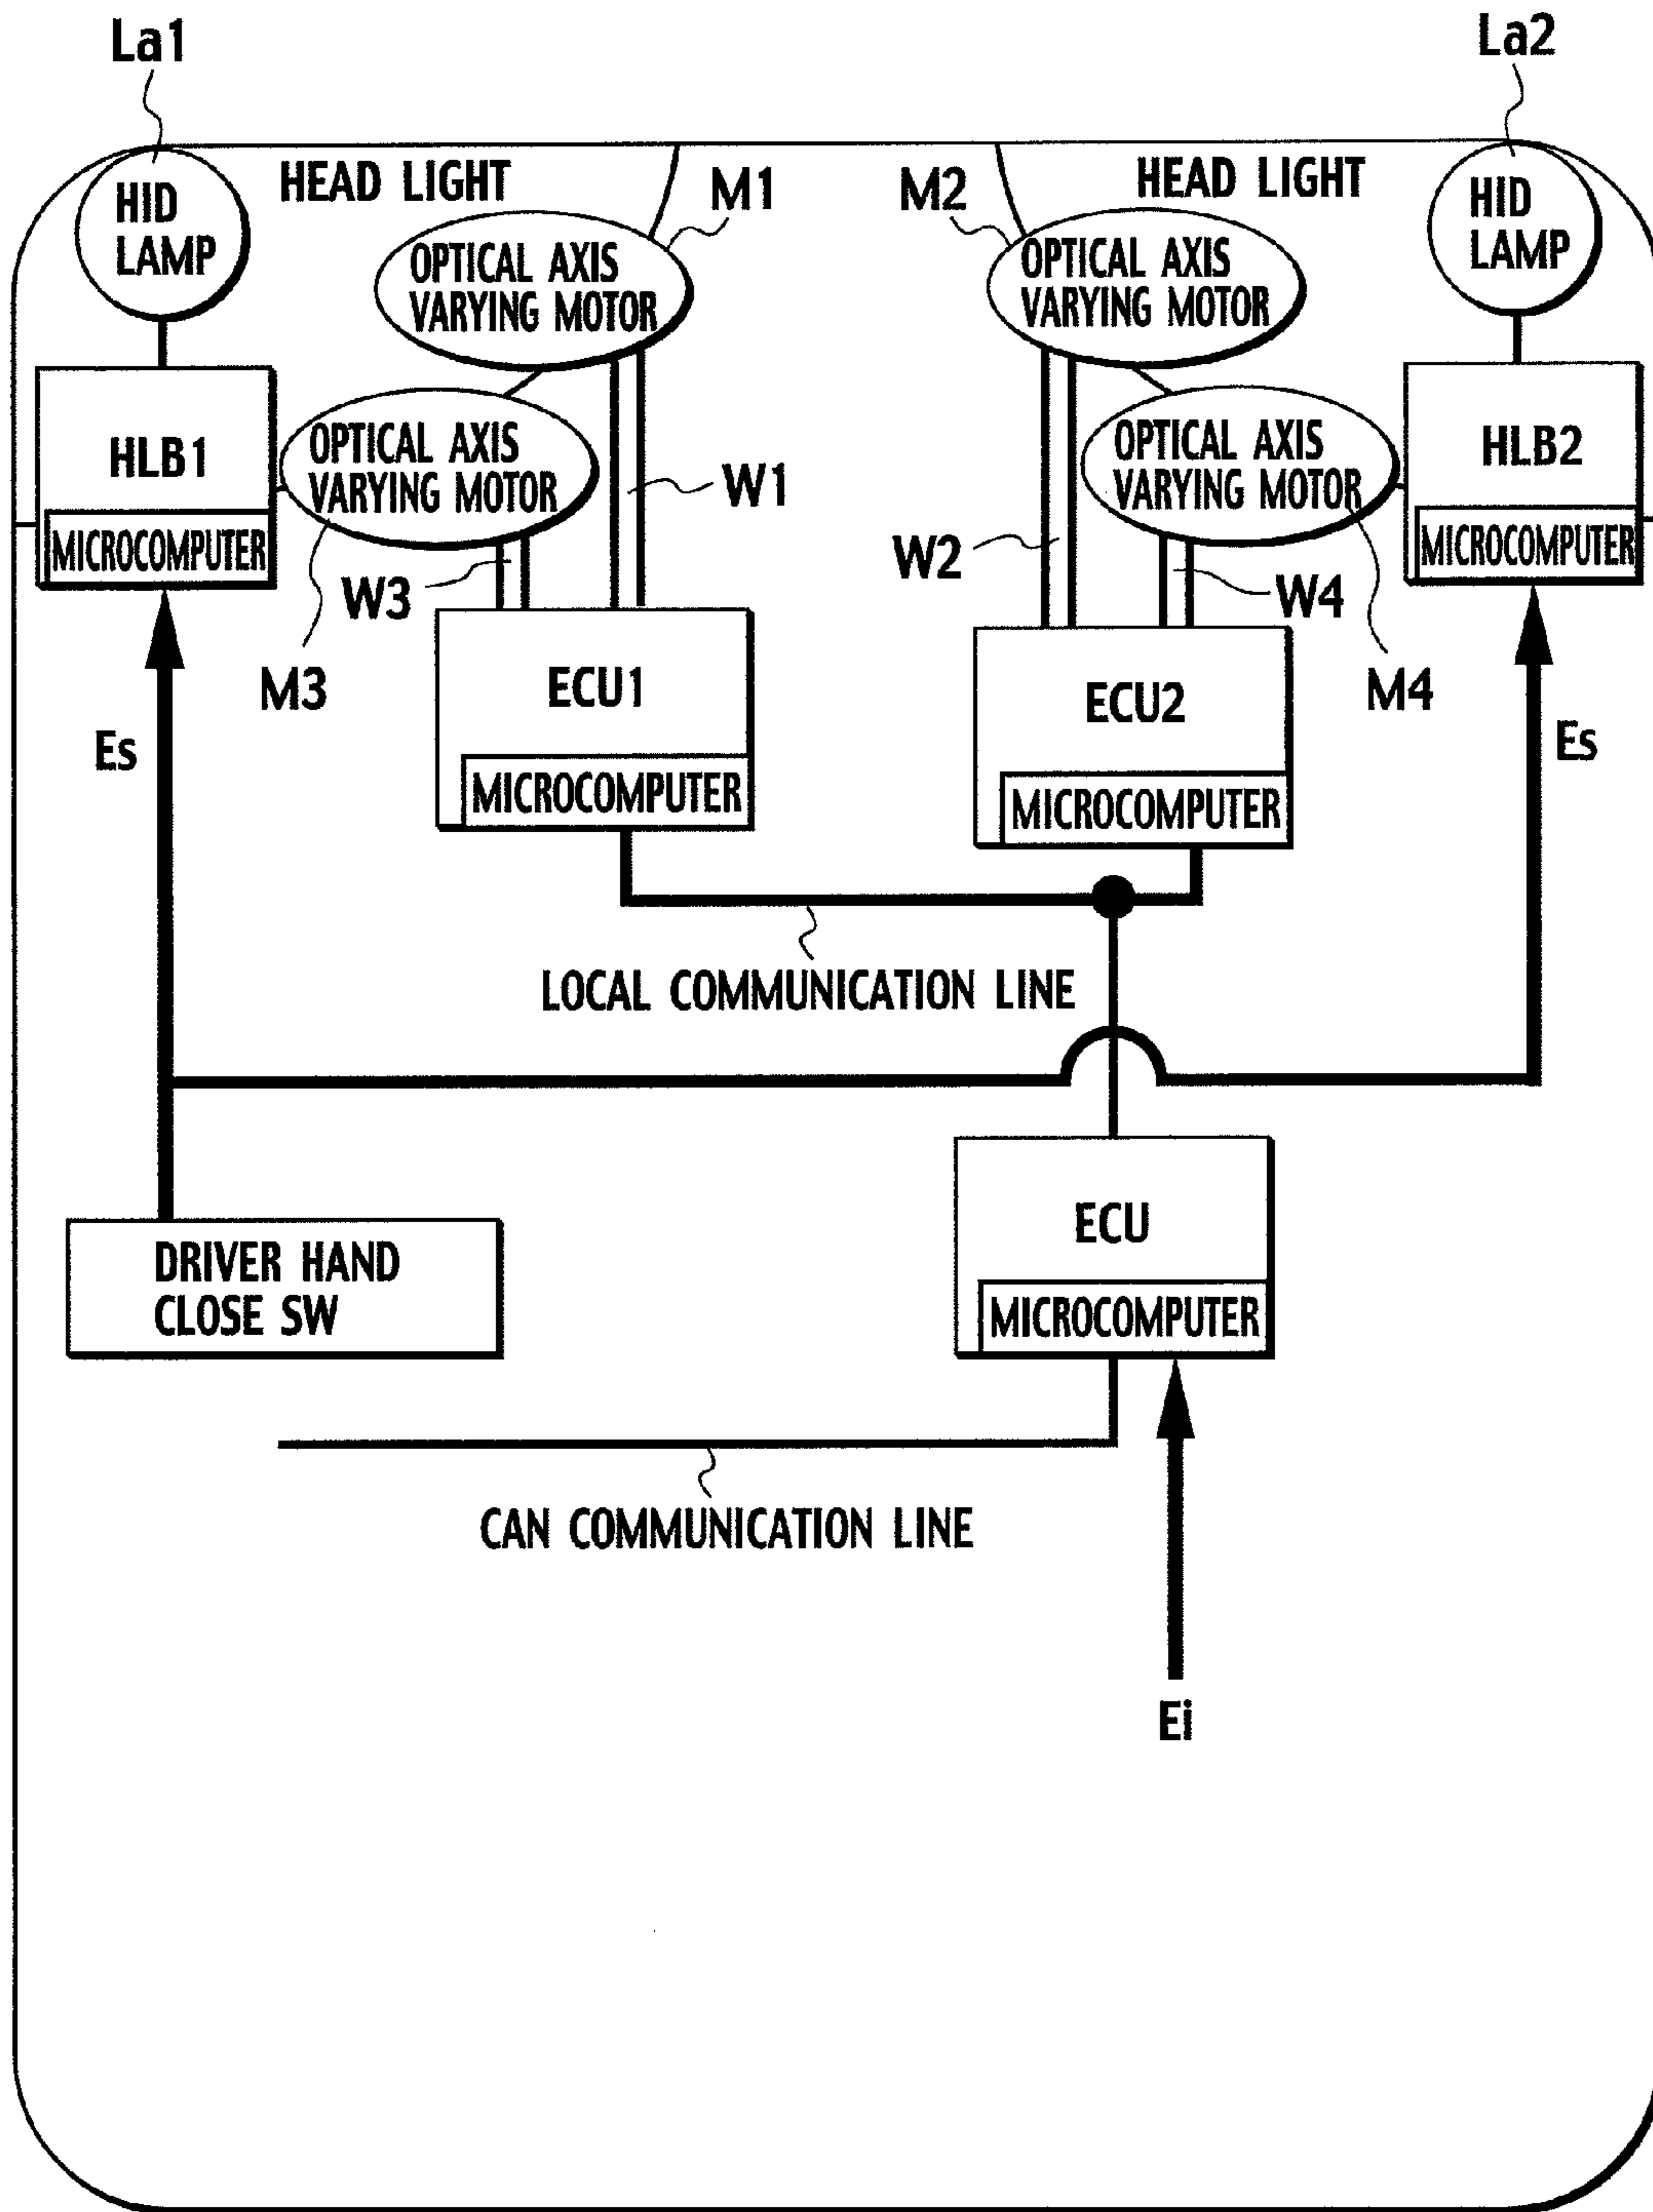 La1
La2
HEAD LIGHT
HEAD LIGHT
HID
LAMP
M1
M2
HID
LAMP
OPTICAL AXIS
VARYING MOTOR
OPTICAL AXIS
VARYING MOTOR
HLB1
MICROCOMPUTER
OPTICAL AXIS
VARYING MOTOR
W1
OPTICAL AXIS
VARYING MOTOR
HLB2
MICROCOMPUTER
W2
W3
W4
M3
M4
ECU1
MICROCOMPUTER
ECU2
MICROCOMPUTER
Es
Es
LOCAL COMMUNICATION LINE
DRIVER HAND
CLOSE SW
ECU
MICROCOMPUTER
CAN COMMUNICATION LINE
Ei